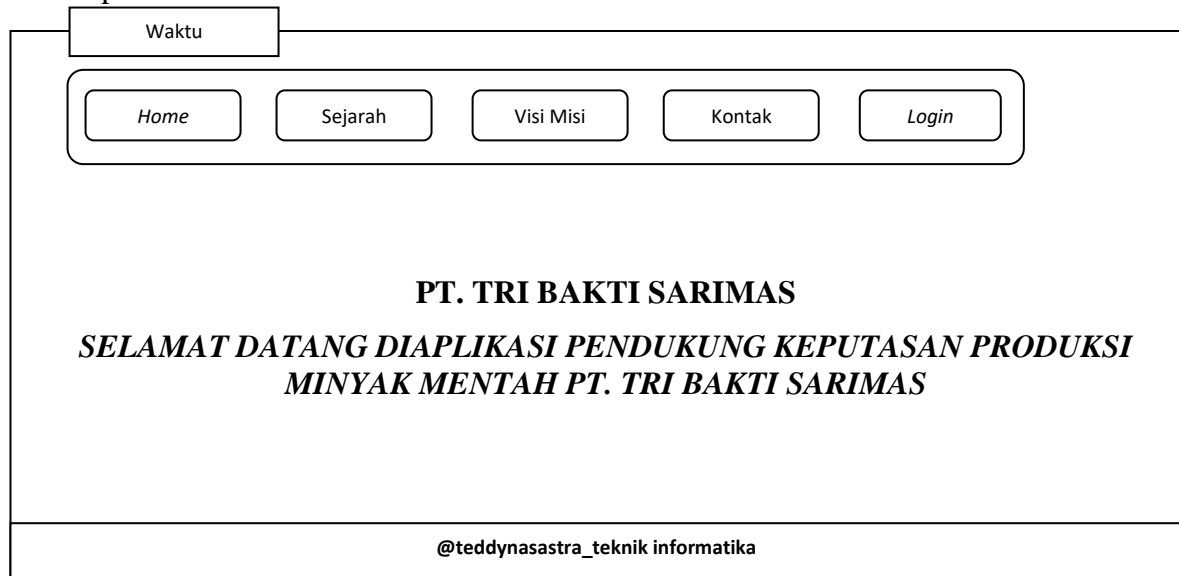 Waktu
Home Sejarah Visi Misi Kontak Login
PT. TRI BAKTI SARIMAS
SELAMAT DATANG DIAPLIKASI PENDUKUNG KEPUTASAN PRODUKSI
MINYAK MENTAH PT. TRI BAKTI SARIMAS
@teddynasastra_teknik informatika